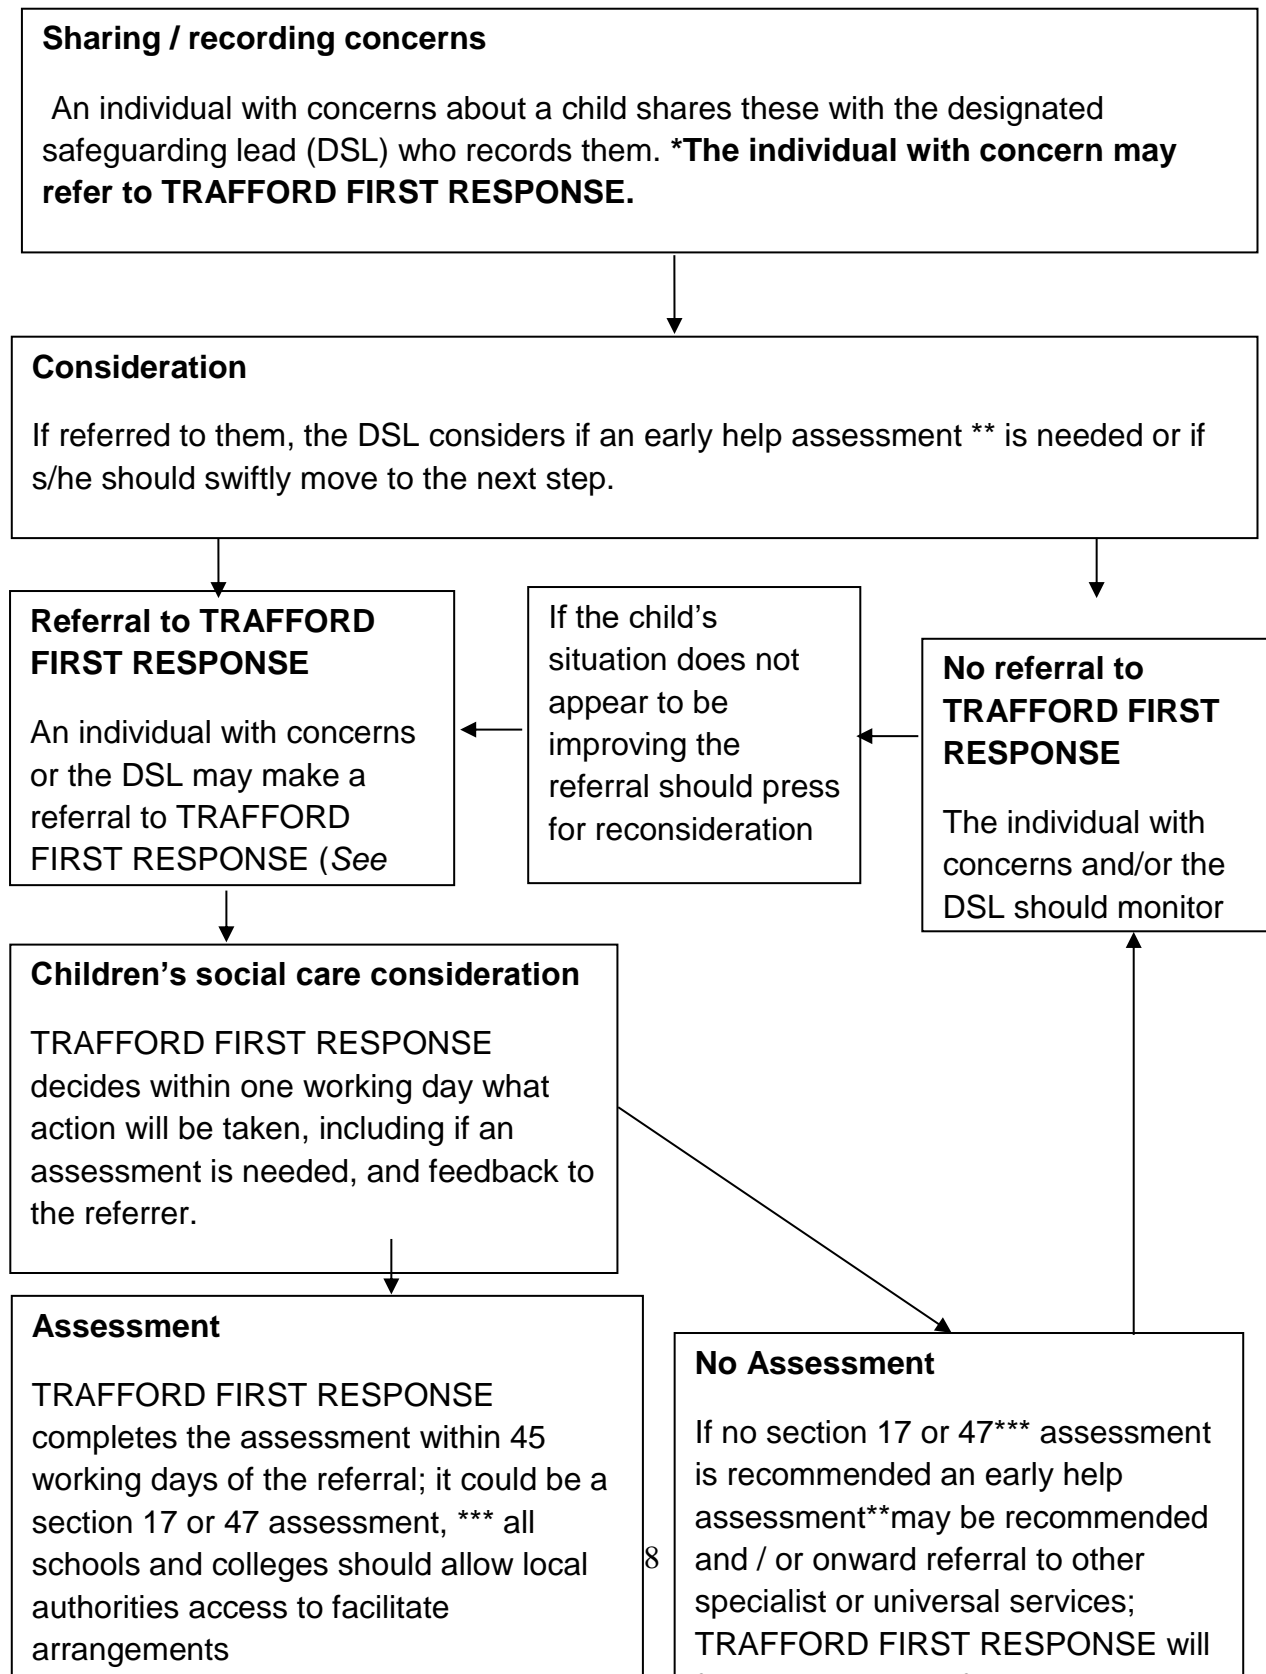 Sharing / recording concerns
An individual with concerns about a child shares these with the designated
safeguarding lead (DSL) who records them. *The individual with concern may
refer to TRAFFORD FIRST RESPONSE.
Consideration
If referred to them, the DSL considers if an early help assessment ** is needed or if
s/he should swiftly move to the next step.
Referral to TRAFFORD
FIRST RESPONSE
An individual with concerns
or the DSL may make a
referral to TRAFFORD
FIRST RESPONSE (See
If the child's
situation does not
appear to be
improving the
referral should press
for reconsideration
No referral to
TRAFFORD FIRST
RESPONSE
The individual with
concerns and/or the
DSL should monitor
Children's social care consideration
TRAFFORD FIRST RESPONSE
decides within one working day what
action will be taken, including if an
assessment is needed, and feedback to
the referrer.
Assessment
TRAFFORD FIRST RESPONSE
completes the assessment within 45
working days of the referral; it could be a
section 17 or 47 assessment, *** all
schools and colleges should allow local
authorities access to facilitate
arrangements
8
No Assessment
If no section 17 or 47*** assessment
is recommended an early help
assessment**may be recommended
and / or onward referral to other
specialist or universal services;
TRAFFORD FIRST RESPONSE will